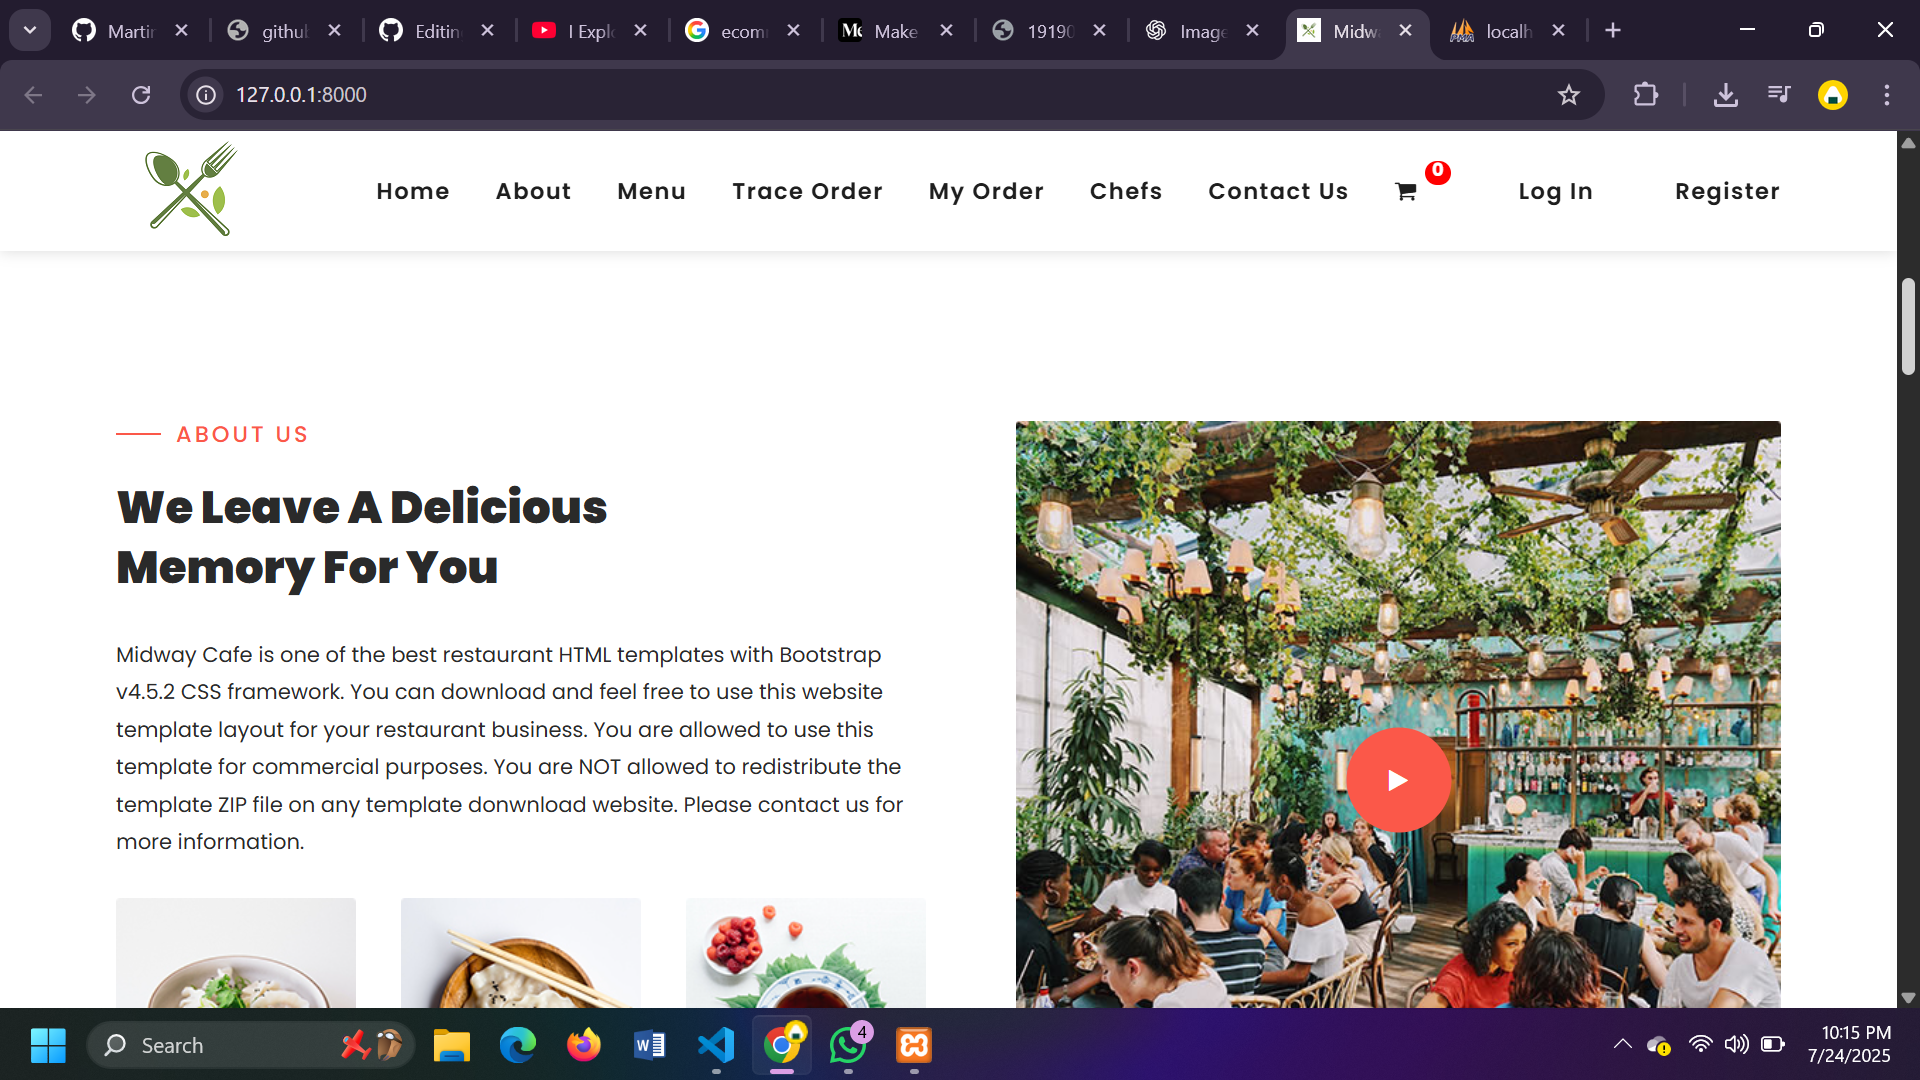 Martin
githu
Editin
I Explo
ecom
Me Make
19190
Image
Midwa
localh
127.0.0.1:8000
Home About Menu Trace Order My Order Chefs Contact Us 0 Log In Register
ABOUT US
We Leave A Delicious
Memory For You
Midway Cafe is one of the best restaurant HTML templates with Bootstrap
v4.5.2 CSS framework. You can download and feel free to use this website
template layout for your restaurant business. You are allowed to use this
template for commercial purposes. You are NOT allowed to redistribute the
template ZIP file on any template donwnload website. Please contact us for
more information.
Search
4
10:15 PM
7/24/2025